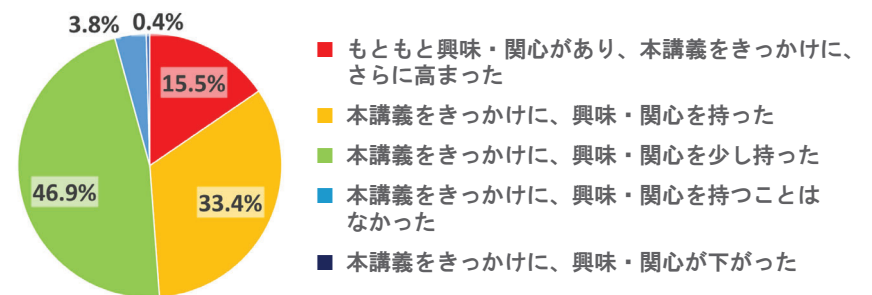 3.8% 0.4%
15.5%
46.9%
33.4%
もともと興味・関心があり、本講義をきっかけに、
さらに高まった
本講義をきっかけに、興味・関心を持った
本講義をきっかけに、興味・関心を少し持った
本講義をきっかけに、興味・関心を持つことは
なかった
本講義をきっかけに、興味・関心が下がった